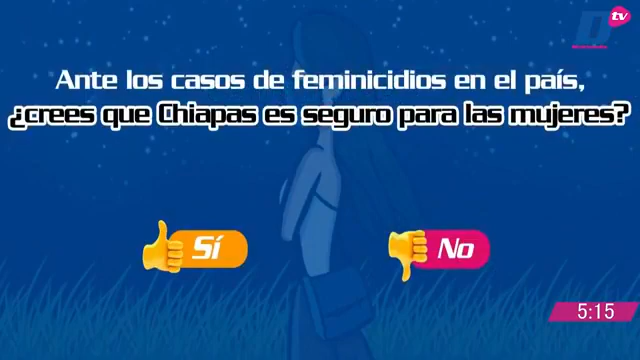 tv
Ante los casos de feminicidios en el país,
¿crees que Chiapas es seguro para las mujeres?
Sí
No
5:15